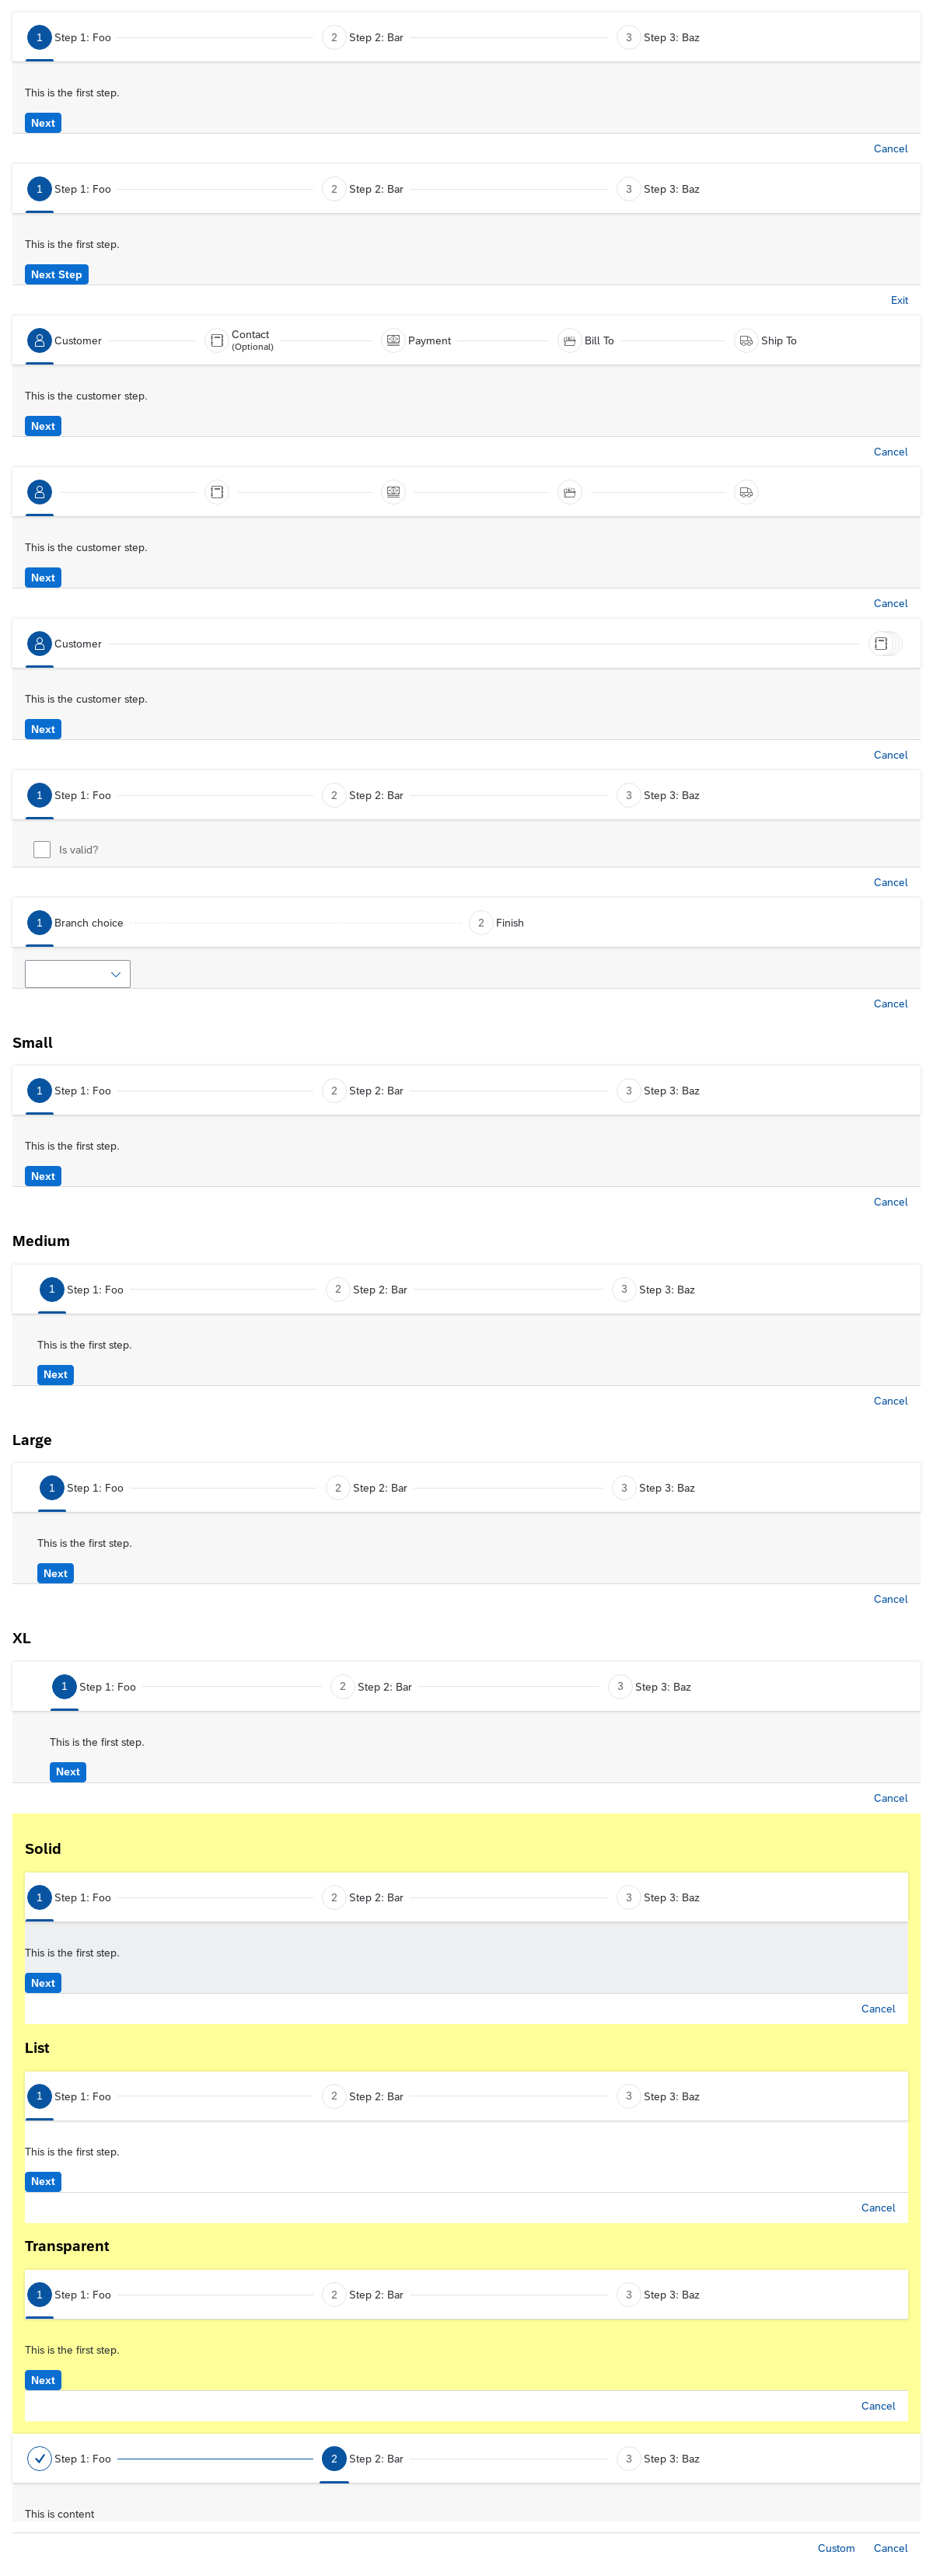 1 Step 1: Foo 2 Step 2: Bar 3 Step 3: Baz
This is the first step.
Next
Cancel
1 Step 1: Foo 2 Step 2: Bar 3 Step 3: Baz
This is the first step.
Next Step
Exit
Customer Contact (Optional) Payment Bill To Ship To
This is the customer step.
Next
Cancel
This is the customer step.
Next
Cancel
Customer
This is the customer step.
Next
Cancel
1 Step 1: Foo 2 Step 2: Bar 3 Step 3: Baz
Is valid?
Cancel
1 Branch choice 2 Finish
Cancel
Small
1 Step 1: Foo 2 Step 2: Bar 3 Step 3: Baz
This is the first step.
Next
Cancel
Medium
1 Step 1: Foo 2 Step 2: Bar 3 Step 3: Baz
This is the first step.
Next
Cancel
Large
1 Step 1: Foo 2 Step 2: Bar 3 Step 3: Baz
This is the first step.
Next
Cancel
XL
1 Step 1: Foo 2 Step 2: Bar 3 Step 3: Baz
This is the first step.
Next
Cancel
Solid
1 Step 1: Foo 2 Step 2: Bar 3 Step 3: Baz
This is the first step.
Next
Cancel
List
1 Step 1: Foo 2 Step 2: Bar 3 Step 3: Baz
This is the first step.
Next
Cancel
Transparent
1 Step 1: Foo 2 Step 2: Bar 3 Step 3: Baz
This is the first step.
Next
Cancel
Step 1: Foo 2 Step 2: Bar 3 Step 3: Baz
This is content
Custom Cancel